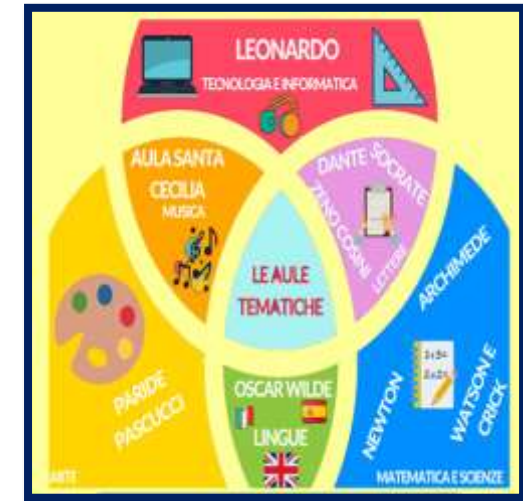 LEONARDO
TECNOLOGIA E INFORMATICA
AULA SANTA
CECILIA
MUSICA
DANTE SOCRATE
ZENO COSINI
LETTERE
LE AULE
TEMATICHE
ARCHIMEDE
NEWTON
WATSON E
CRICK
MATEMATICA E SCIENZE
PARIDE
PASCUCCI
ARTE
OSCAR WILDE
LINGUE